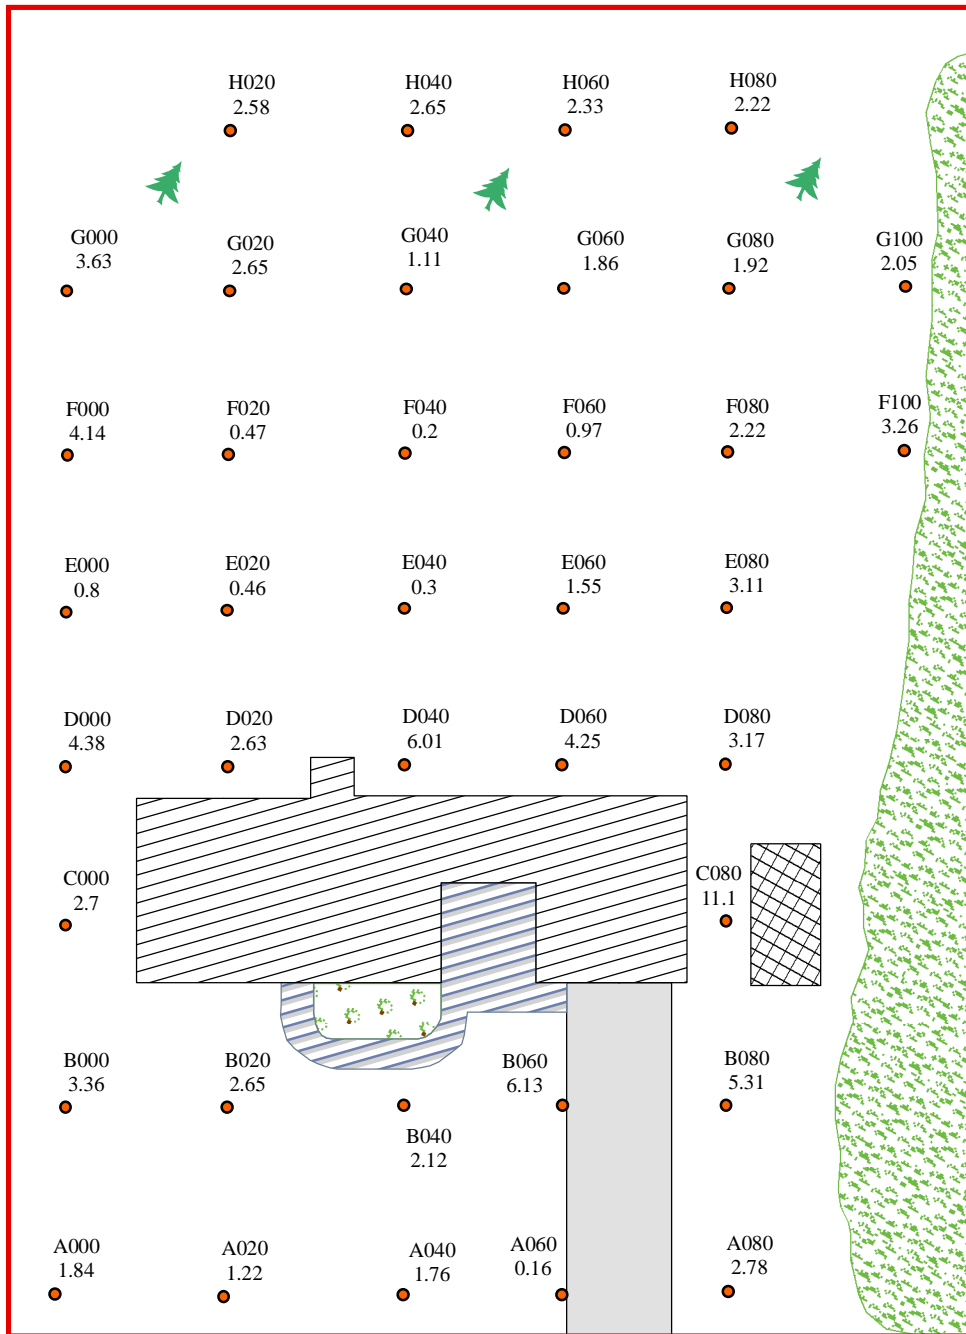 H020
2.58
H040
2.65
H060
2.33
H080
2.22
G000
3.63
G020
2.65
G040
1.11
G060
1.86
G080
1.92
G100
2.05
F000
4.14
F020
0.47
F040
0.2
F060
0.97
F080
2.22
F100
3.26
E000
0.8
E020
0.46
E040
0.3
E060
1.55
E080
3.11
D000
4.38
D020
2.63
D040
6.01
D060
4.25
D080
3.17
C000
2.7
C080
11.1
B000
3.36
B020
2.65
B040
2.12
B060
6.13
B080
5.31
A000
1.84
A020
1.22
A040
1.76
A060
0.16
A080
2.78